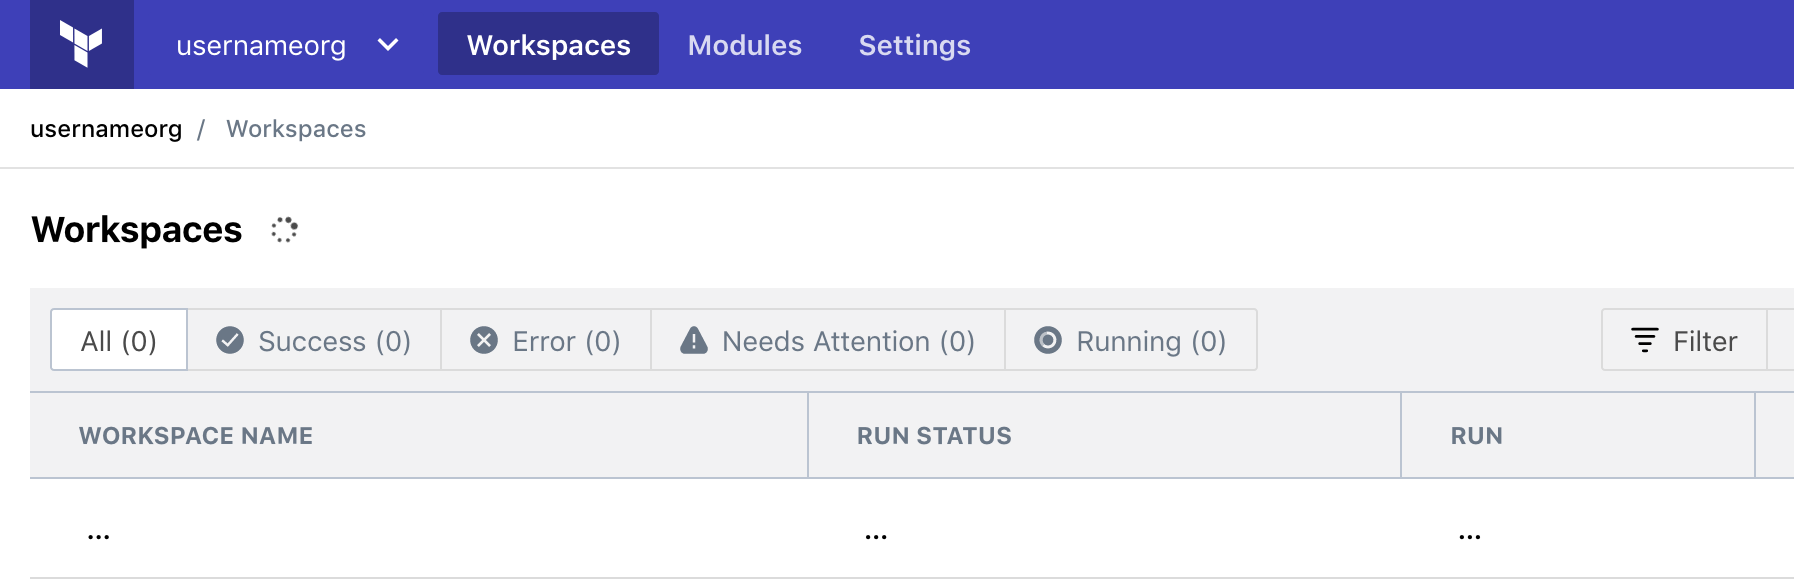 usernameorg Workspaces Modules Settings
usernameorg / Workspaces
Workspaces
All (0) Success (0) Error (0) Needs Attention (0) Running (0) Filter
WORKSPACE NAME RUN STATUS RUN
... ... ...